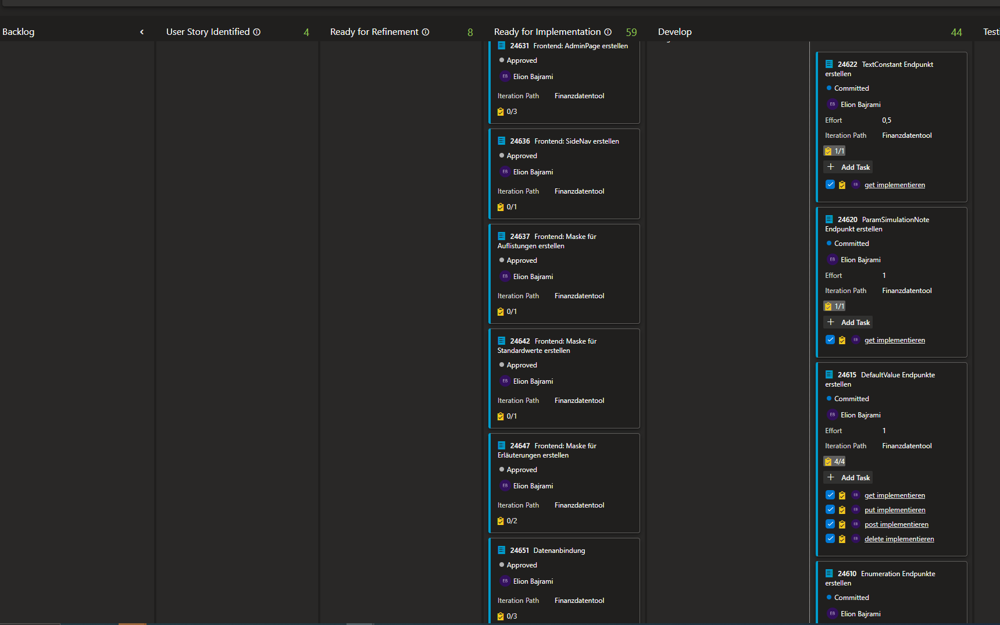 Backlog
User Story Identified 4
Ready for Refinement 8
Ready for Implementation 59
Develop 44
24631 Frontend: AdminPage erstellen
Approved
EB Elion Bajrami
Iteration Path Finanzdatentool
0/3
24636 Frontend: SideNav erstellen
Approved
EB Elion Bajrami
Iteration Path Finanzdatentool
0/1
24637 Frontend: Maske für
Auflistungen erstellen
Approved
EB Elion Bajrami
Iteration Path Finanzdatentool
0/1
24642 Frontend: Maske für
Standardwerte erstellen
Approved
EB Elion Bajrami
Iteration Path Finanzdatentool
0/1
24647 Frontend: Maske für
Erläuterungen erstellen
Approved
EB Elion Bajrami
Iteration Path Finanzdatentool
0/2
24651 Datenanbindung
Approved
EB Elion Bajrami
Iteration Path Finanzdatentool
0/3
24622 TextConstant Endpunkt
erstellen
Committed
EB Elion Bajrami
Effort 0,5
Iteration Path Finanzdatentool
1/1
+ Add Task
EB get implementieren
24620 ParamSimulationNote
Endpunkt erstellen
Committed
EB Elion Bajrami
Effort 1
Iteration Path Finanzdatentool
1/1
+ Add Task
EB get implementieren
24615 DefaultValue Endpunkte
erstellen
Committed
EB Elion Bajrami
Effort 1
Iteration Path Finanzdatentool
4/4
+ Add Task
EB get implementieren
EB put implementieren
EB post implementieren
EB delete implementieren
24610 Enumeration Endpunkte
erstellen
Committed
EB Elion Bajrami
Testi